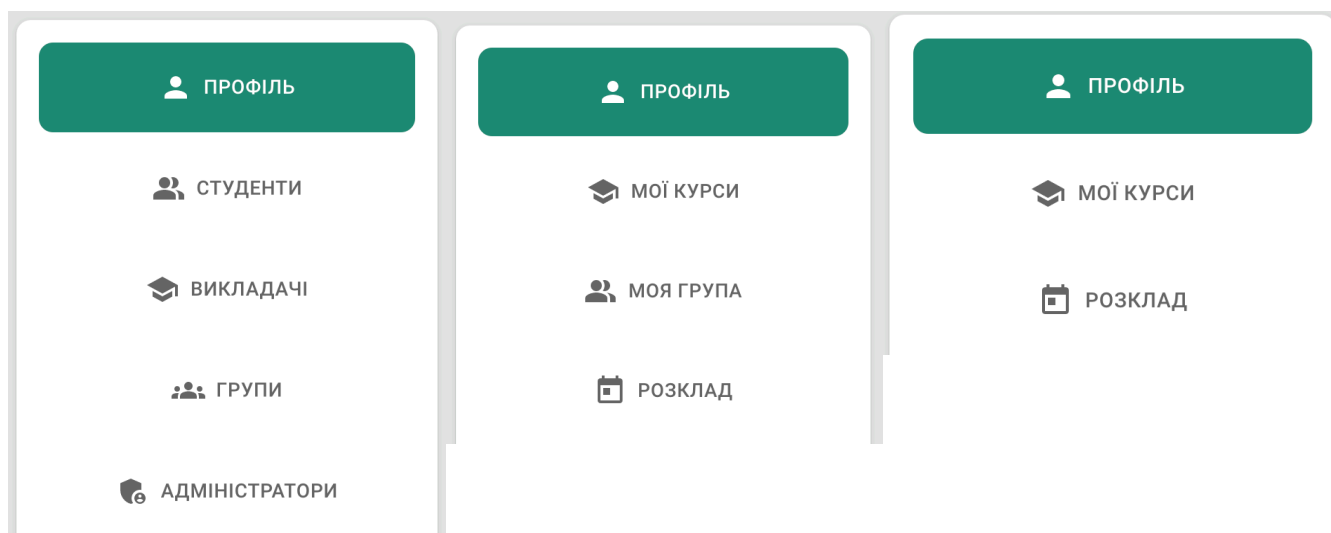 ПРОФІЛЬ
СТУДЕНТИ
ВИКЛАДАЧІ
ГРУПИ
АДМІНІСТРАТОРИ
ПРОФІЛЬ
МОЇ КУРСИ
МОЯ ГРУПА
РОЗКЛАД
ПРОФІЛЬ
МОЇ КУРСИ
РОЗКЛАД